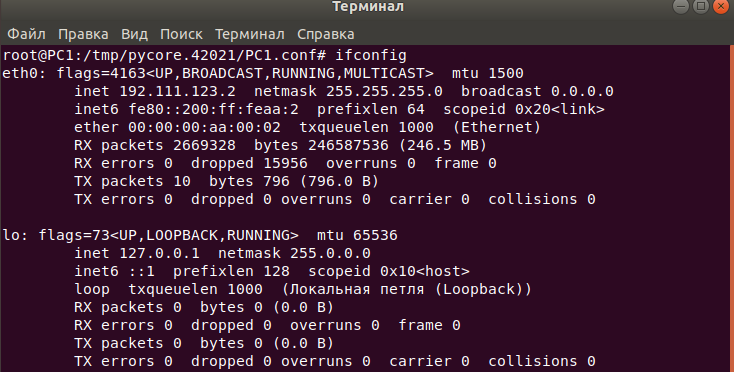 Терминал
Файл Правка Вид Поиск Терминал Справка
root@PC1:/tmp/pycore.42021/PC1.conf# ifconfig
eth0: flags=4163<UP,BROADCAST,RUNNING,MULTICAST>  mtu 1500
        inet 192.111.123.2  netmask 255.255.255.0  broadcast 0.0.0.0
        inet6 fe80::200:ff:feaa:2  prefixlen 64  scopeid 0x20<link>
        ether 00:00:00:aa:00:02  txqueuelen 1000  (Ethernet)
        RX packets 2669328  bytes 246587536 (246.5 MB)
        RX errors 0  dropped 15956  overruns 0  frame 0
        TX packets 10  bytes 796 (796.0 B)
        TX errors 0  dropped 0 overruns 0  carrier 0  collisions 0

lo: flags=73<UP,LOOPBACK,RUNNING>  mtu 65536
        inet 127.0.0.1  netmask 255.0.0.0
        inet6 ::1  prefixlen 128  scopeid 0x10<host>
        loop  txqueuelen 1000  (Локальная петля (Loopback))
        RX packets 0  bytes 0 (0.0 B)
        RX errors 0  dropped 0  overruns 0  frame 0
        TX packets 0  bytes 0 (0.0 B)
        TX errors 0  dropped 0 overruns 0  carrier 0  collisions 0